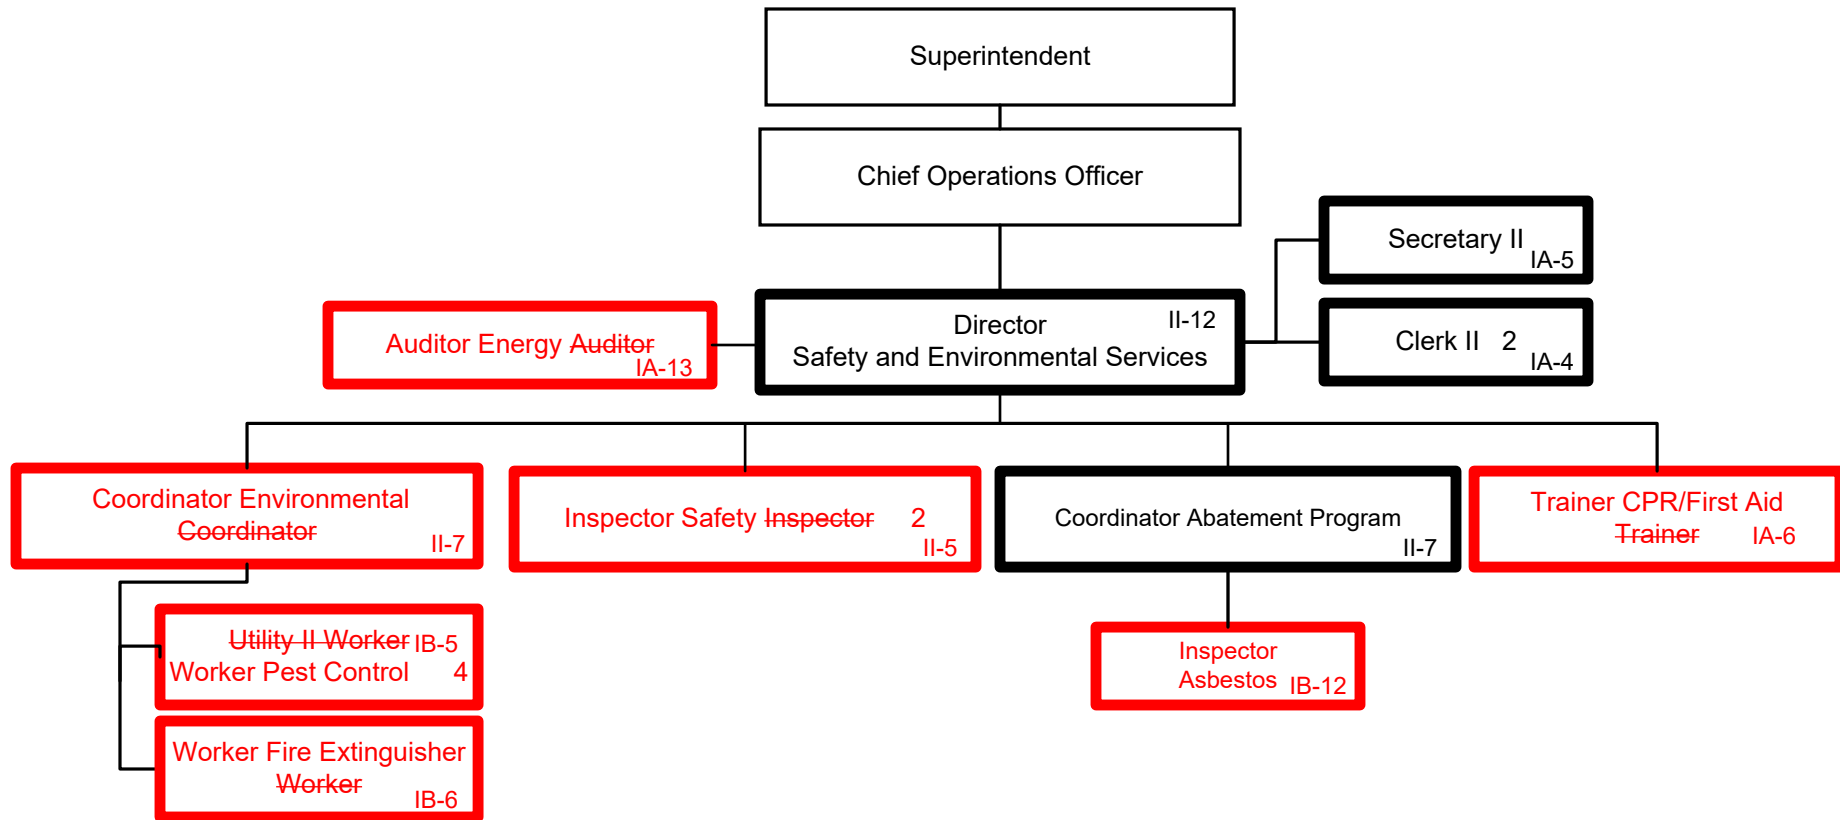 Superintendent
Chief Operations Officer
Secretary II
IA-5
Director
II-12
Safety and Environmental Services
Clerk II 2
IA-4
Auditor Energy Auditor
IA-13
Coordinator Environmental
Coordinator
II-7
Inspector Safety Inspector 2
II-5
Coordinator Abatement Program
II-7
Trainer CPR/First Aid
Trainer IA-6
Utility II Worker IB-5
Worker Pest Control 4
Inspector
Asbestos IB-12
Worker Fire Extinguisher
Worker
IB-6